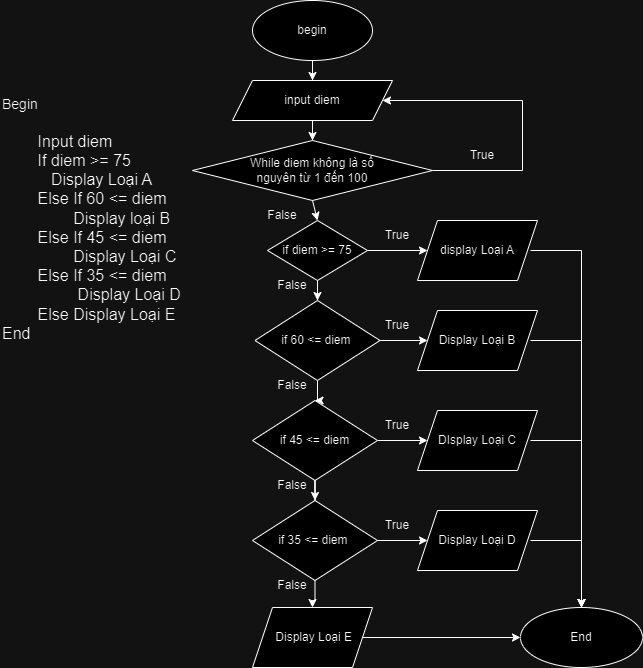 Begin
Input diem
If diem >= 75
Display Loại A
Else If 60 <= diem
Display loại B
Else If 45 <= diem
Display Loại C
Else If 35 <= diem
Display Loại D
Else Display Loại E
End
begin
input diem
While diem không là số
nguyên từ 1 đến 100
True
False
if diem >= 75
True
display Loại A
False
if 60 <= diem
True
Display Loại B
False
if 45 <= diem
True
DIsplay Loại C
False
if 35 <= diem
True
Display Loại D
False
Display Loại E
End